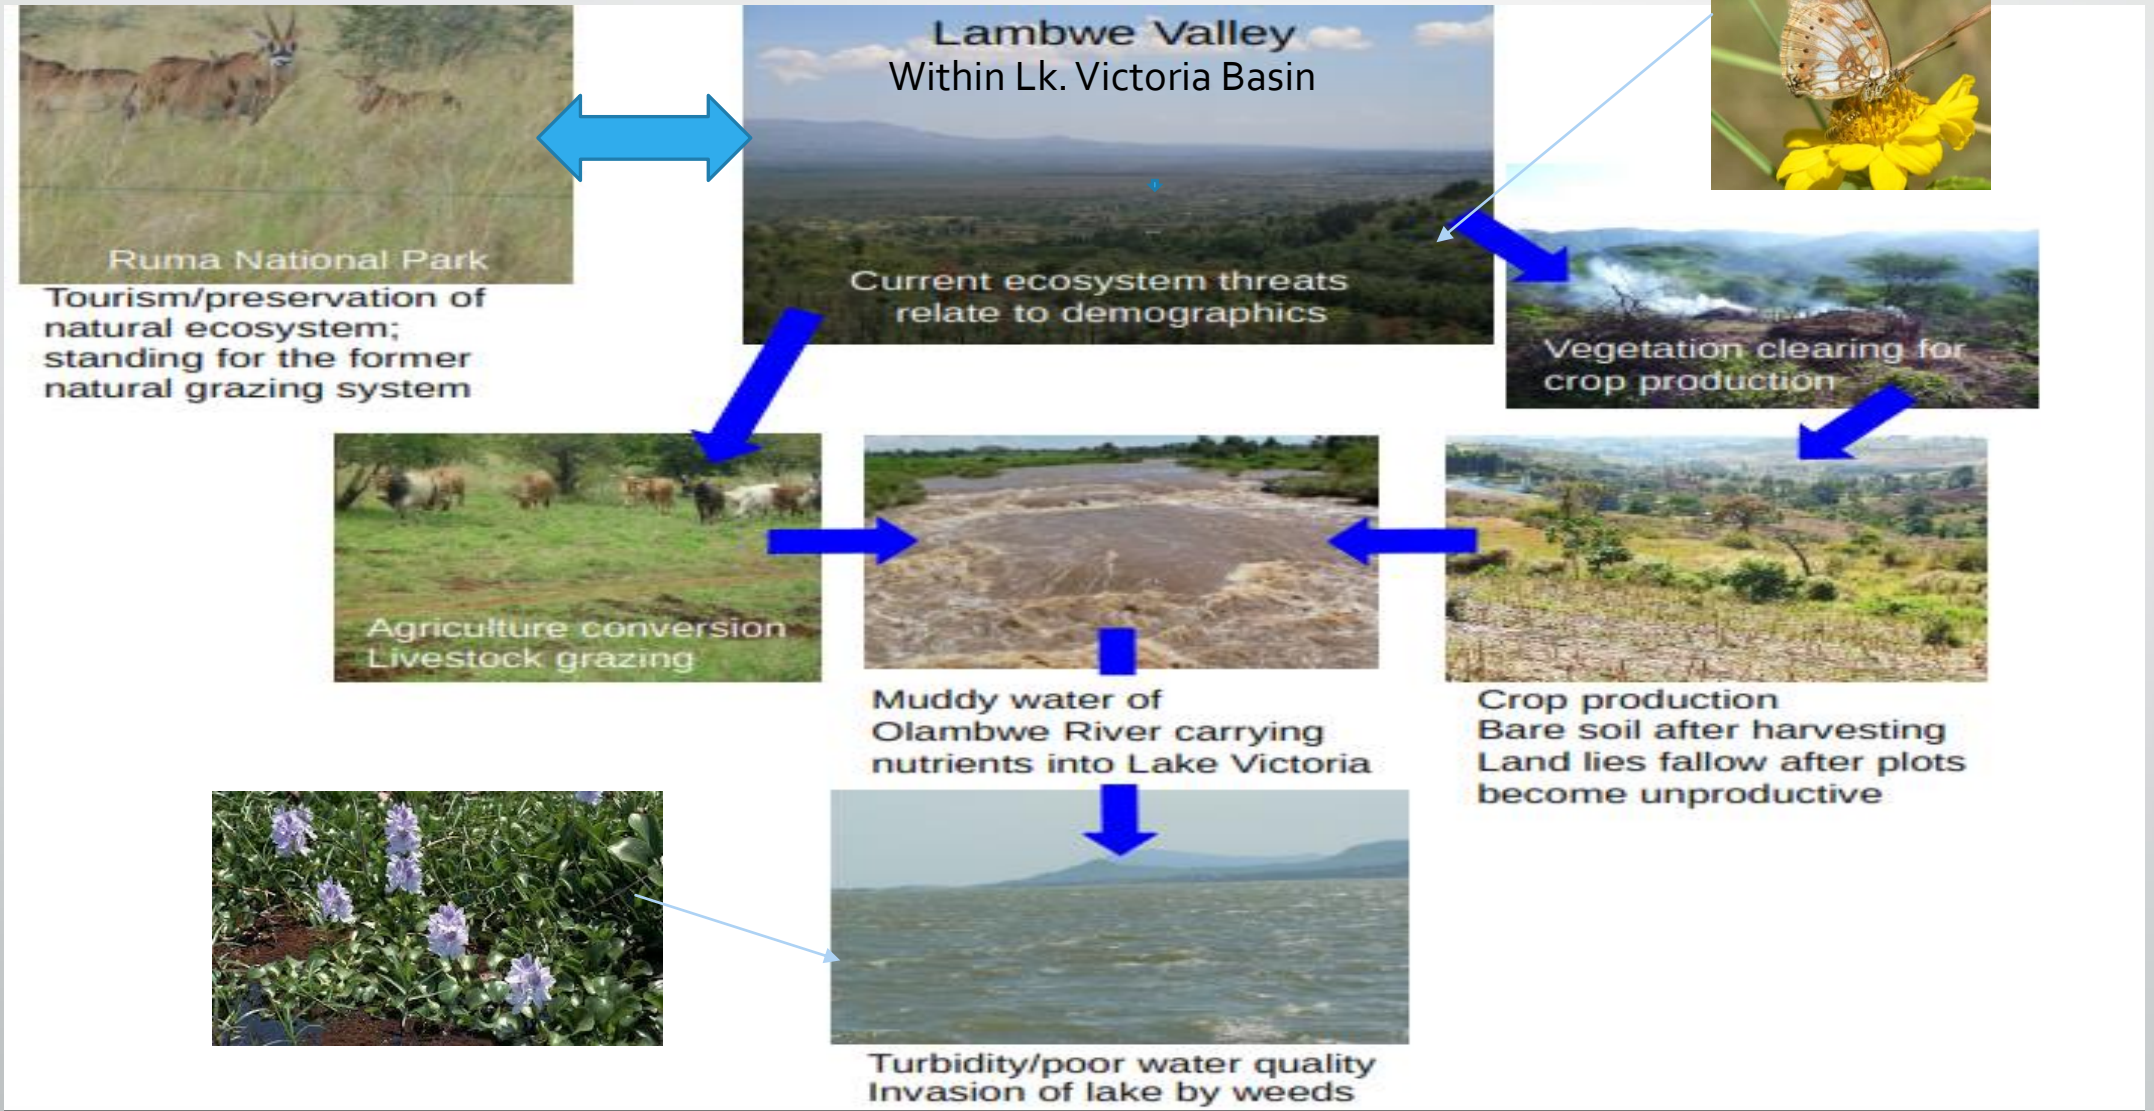 Lambwe Valley
Within Lk. Victoria Basin
Ruma National Park
Tourism/preservation of
natural ecosystem;
standing for the former
natural grazing system
Current ecosystem threats
relate to demographics
Vegetation clearing for
crop production
Agriculture conversion
Livestock grazing
Muddy water of
Olambwe River carrying
nutrients into Lake Victoria
Crop production
Bare soil after harvesting
Land lies fallow after plots
become unproductive
Turbidity/poor water quality
Invasion of lake by weeds